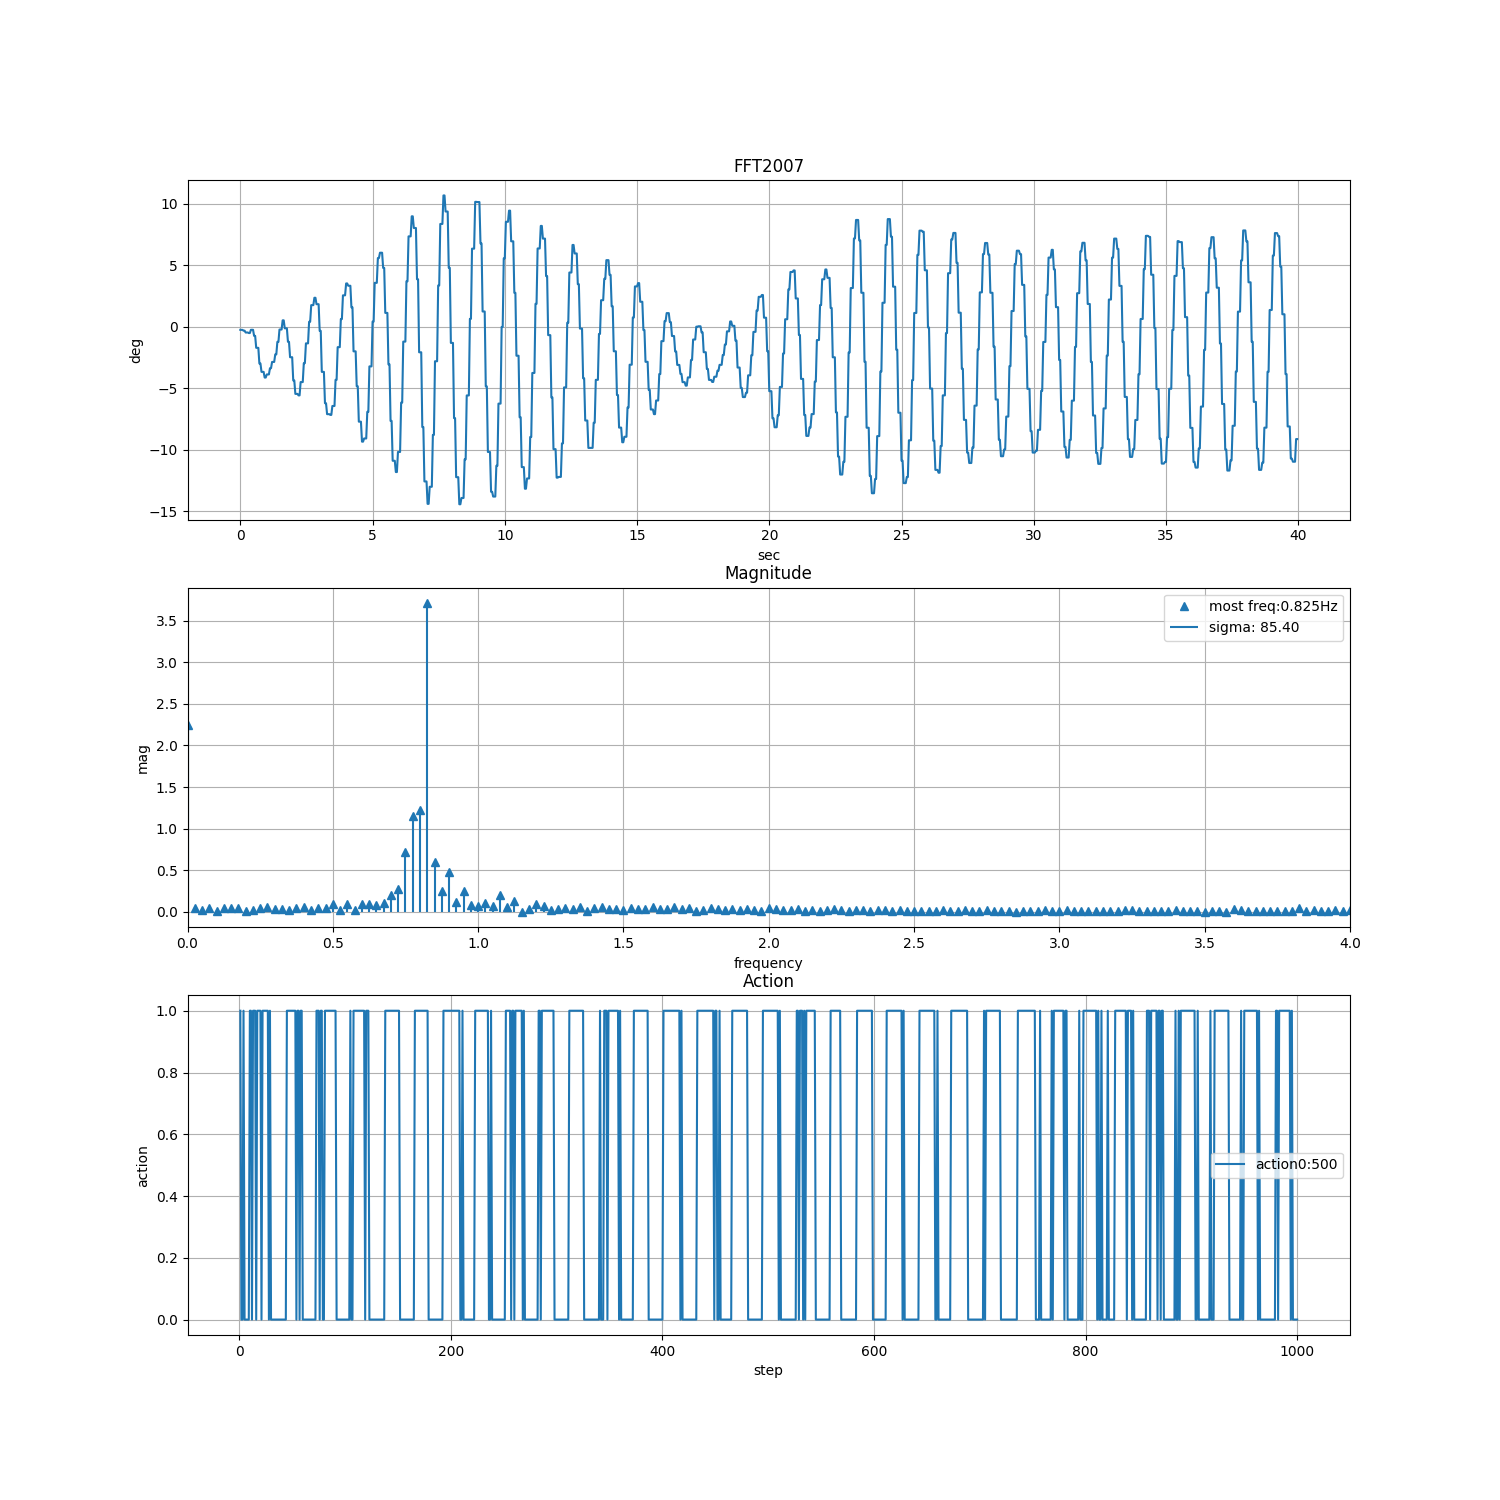 FFT2007
10
5
0
−5
−10
−15
deg
0 5 10 15 20 25 30 35 40
sec
Magnitude
most freq:0.825Hz
sigma: 85.40
3.5
3.0
2.5
2.0
1.5
1.0
0.5
0.0
mag
0.0 0.5 1.0 1.5 2.0 2.5 3.0 3.5 4.0
frequency
Action
1.0
0.8
0.6
0.4
0.2
0.0
action
action0:500
0 200 400 600 800 1000
step